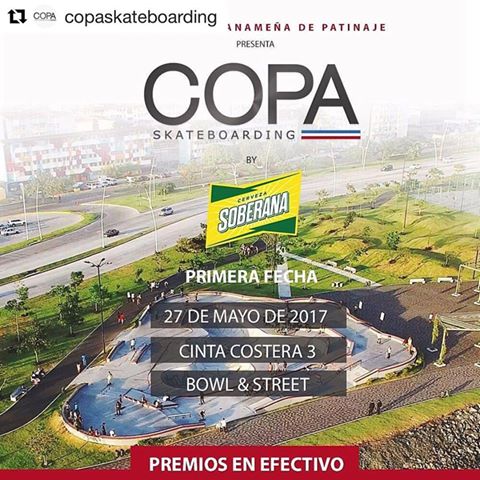 COPA copaskateboarding
ANAMEÑA DE PATINAJE
PRESENTA
COPA
SKATEBOARDING
BY
CERVEZA
SOBERANA
PRIMERA FECHA
27 DE MAYO DE 2017
CINTA COSTERA 3
BOWL & STREET
PREMIOS EN EFECTIVO